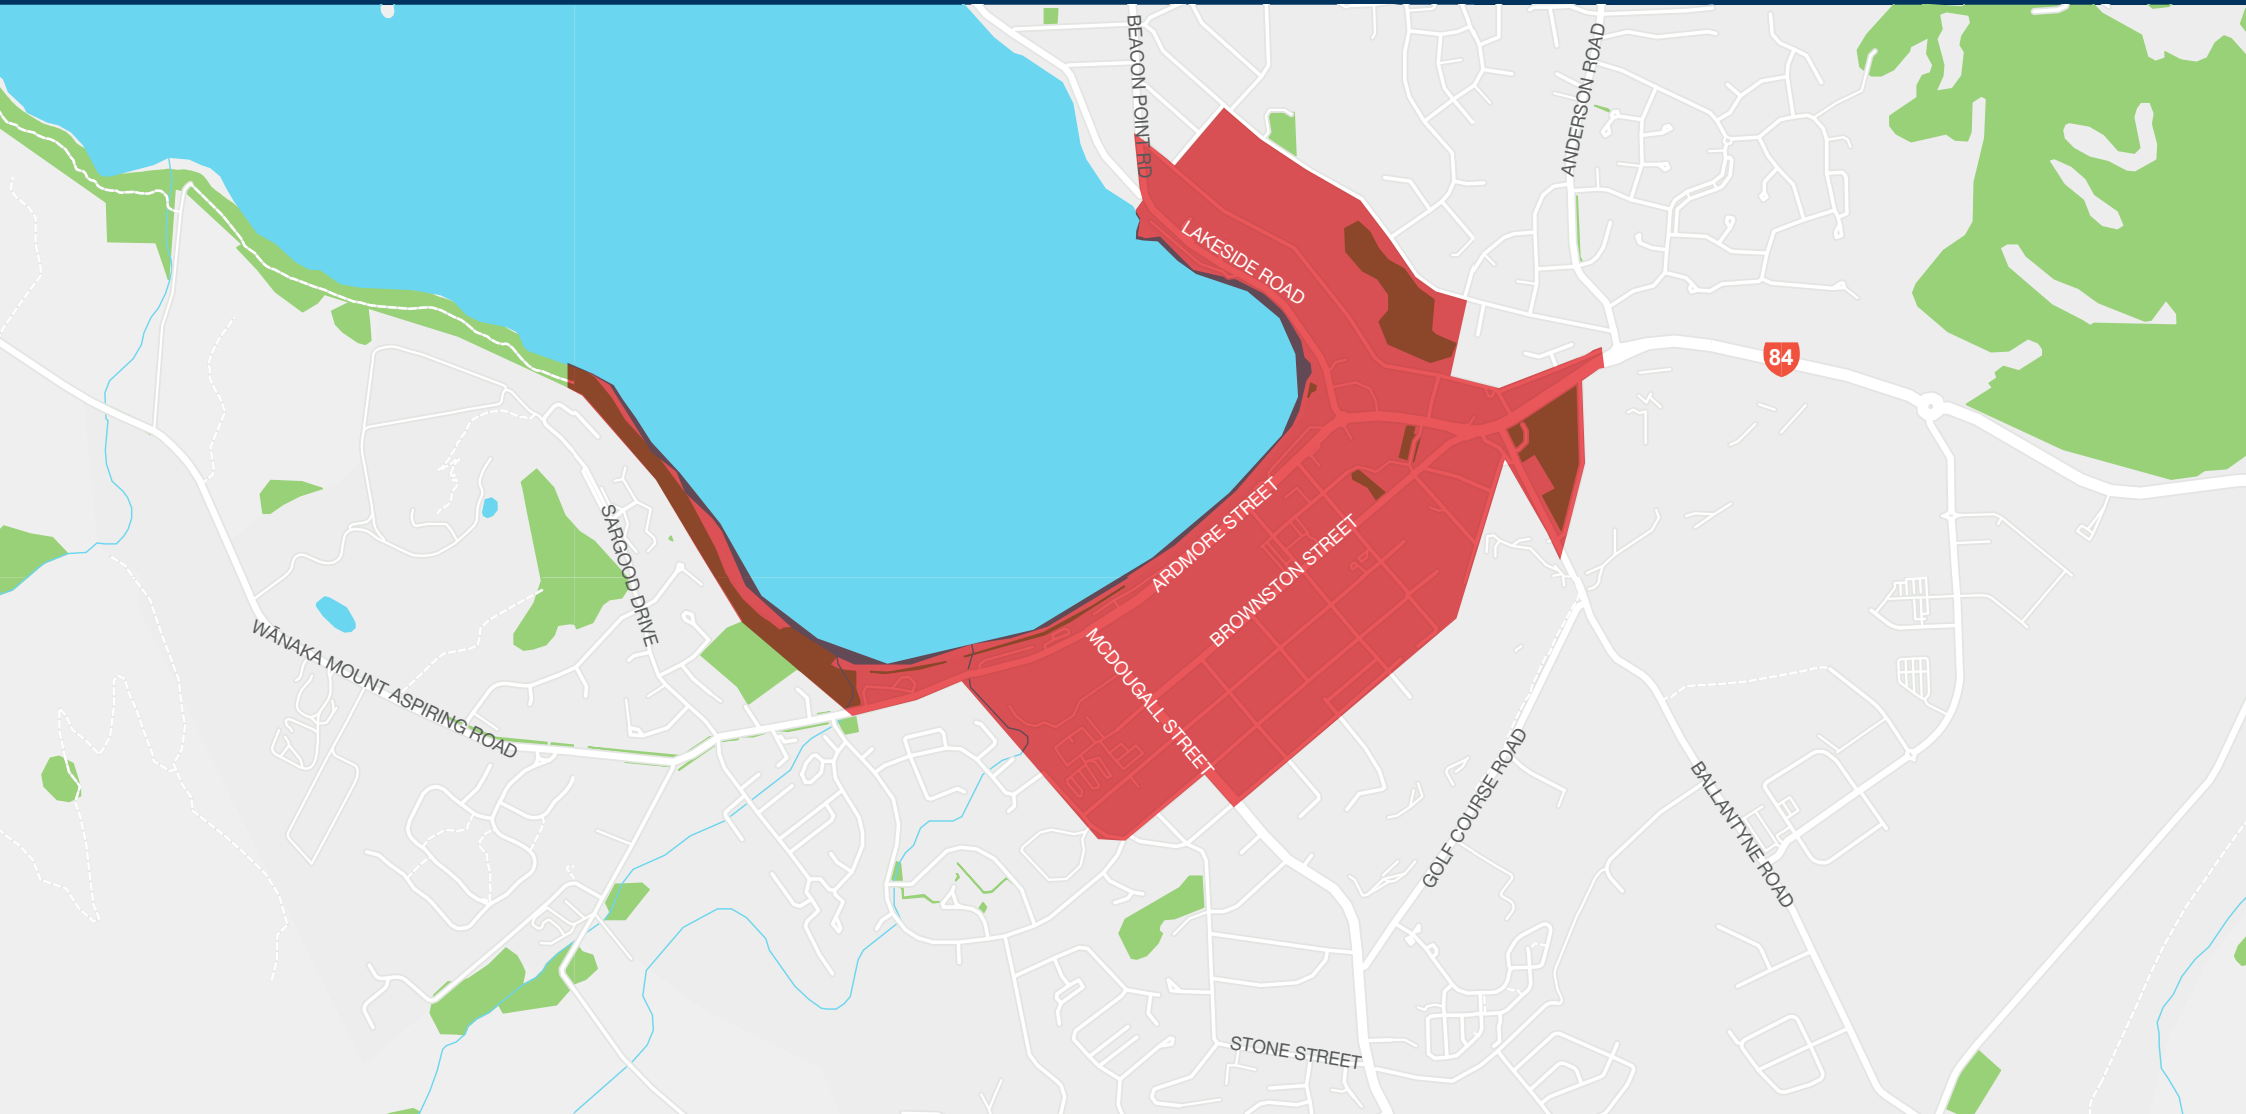 BEACON POINT RD
ANDERSON ROAD
LAKESIDE ROAD
84
ARDMORE STREET
BROWNSTON STREET
SARGOOD DRIVE
WĀNAKA MOUNT ASPIRING ROAD
MCDOUGALL STREET
GOLF COURSE ROAD
BALLANTYNE ROAD
STONE STREET